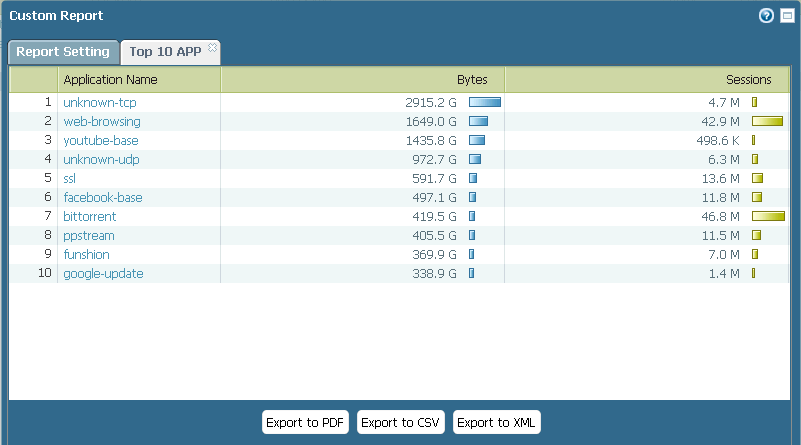 Custom Report
Report Setting Top 10 APP
Application Name Bytes Sessions
1 unknown-tcp 2915.2 G 4.7 M
2 web-browsing 1649.0 G 42.9 M
3 youtube-base 1435.8 G 498.6 K
4 unknown-udp 972.7 G 6.3 M
5 ssl 591.7 G 13.6 M
6 facebook-base 497.1 G 11.8 M
7 bittorrent 419.5 G 46.8 M
8 ppstream 405.5 G 11.5 M
9 funshion 369.9 G 7.0 M
10 google-update 338.9 G 1.4 M
Export to PDF Export to CSV Export to XML